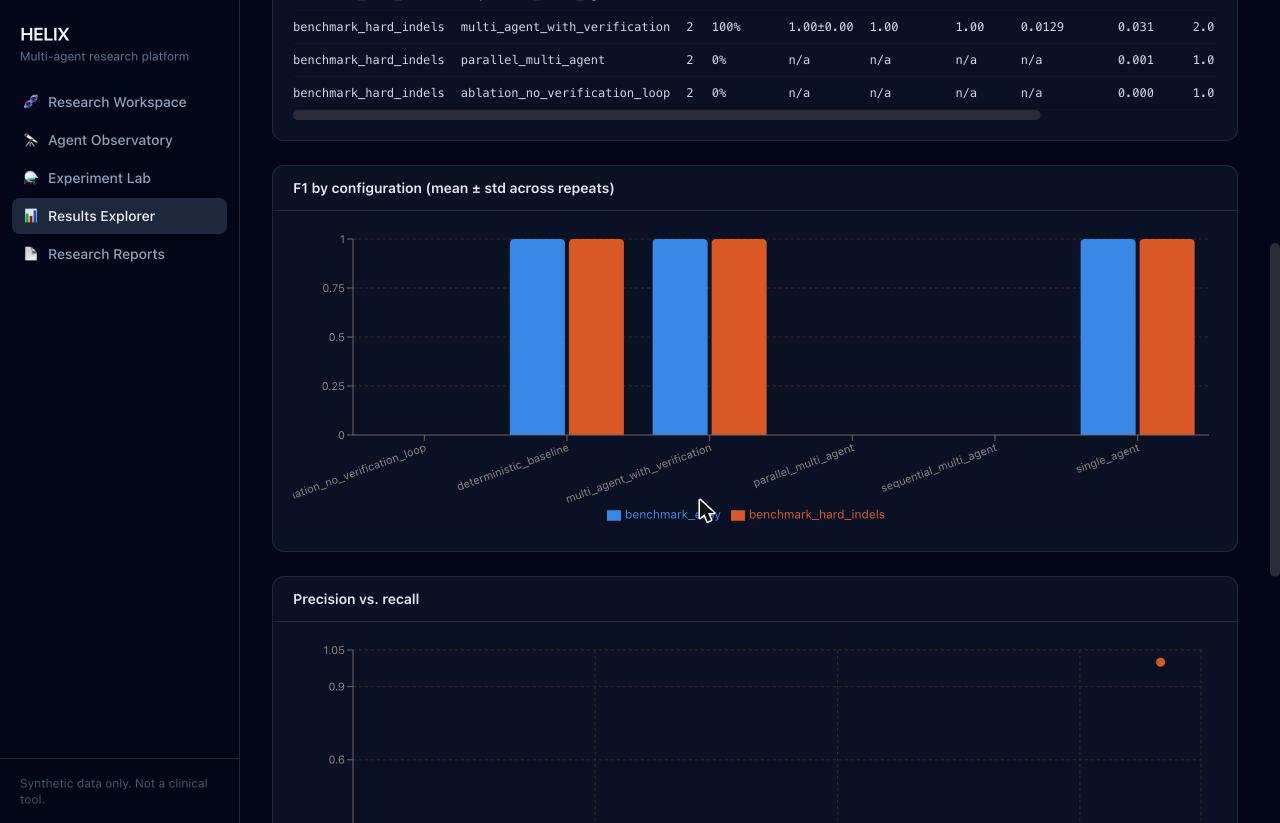 HELIX
Multi-agent research platform
Research Workspace
Agent Observatory
Experiment Lab
Results Explorer
Research Reports
Synthetic data only. Not a clinical
tool.
benchmark_hard_indels multi_agent_with_verification 2 100% 1.00±0.00 1.00 1.00 0.0129 0.031 2.0
benchmark_hard_indels parallel_multi_agent 2 0% n/a n/a n/a n/a 0.001 1.0
benchmark_hard_indels ablation_no_verification_loop 2 0% n/a n/a n/a n/a 0.000 1.0
F1 by configuration (mean ± std across repeats)
1
0.75
0.5
0.25
0
ation_no_verification_loop
deterministic_baseline
multi_agent_with_verification
parallel_multi_agent
sequential_multi_agent
single_agent
benchmark_hard_indels
Precision vs. recall
1.05
0.9
0.6